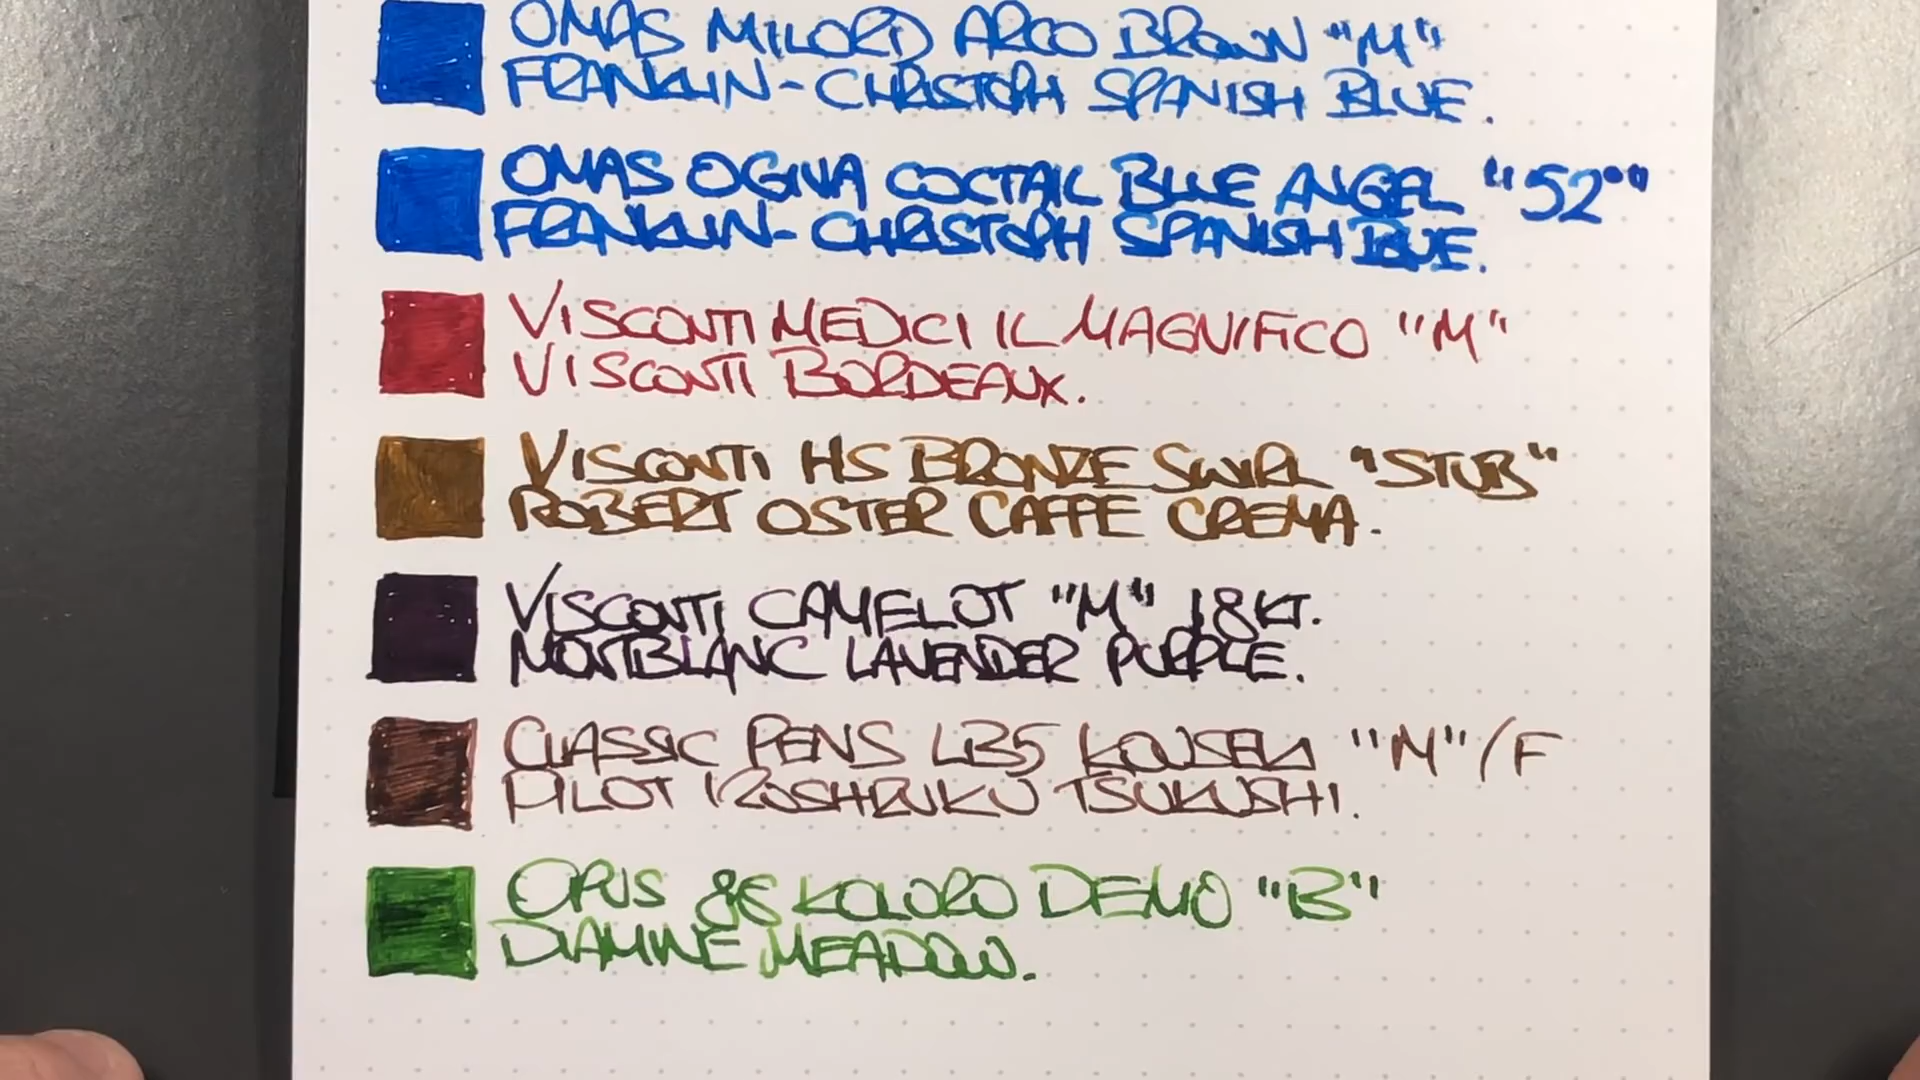 OMAS MILORD ARCO BROWN "M"
FRANKLIN-CHRISTOPH SPANISH BLUE.
OMAS OGIVA COCTAIL BLUE ANGEL "52°"
FRANKLIN-CHRISTOPH SPANISH BLUE.
VISCONTI MEDICI IL MAGNIFICO "M"
VISCONTI BORDEAUX.
VISCONTI HS BRONZE SWIRL "STUB"
ROBERT OSTER CAFFE CREMA.
VISCONTI CAMELOT "M" 18KT.
MONTBLANC LAVENDER PURPLE.
CLASSIC PENS LB5 KOUSEKI "M"/F
PILOT IROSHIZUKU TSUKUSHI.
OPUS 88 KOLORO DEMO "B"
DIAMINE MEADOW.